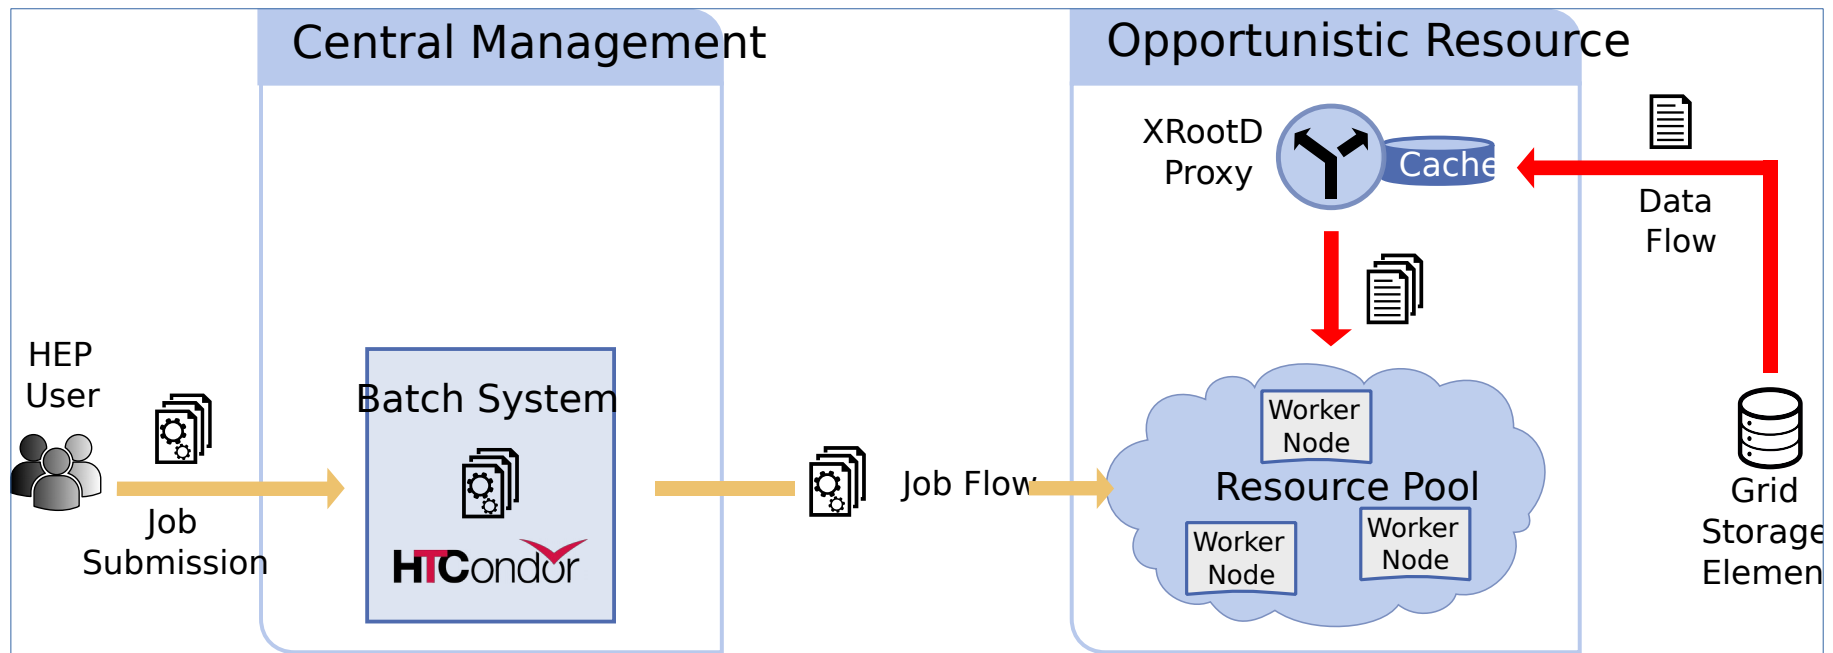 Central Management
Opportunistic Resource
XRootD
Proxy
Cache
Data
Flow
HEP
User
Job
Submission
Batch System
HTCondor
Job Flow
Worker
Node
Resource Pool
Worker
Node
Worker
Node
Grid
Storage
Elemen